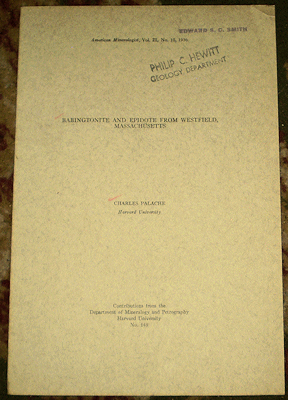 EDWARD S. C. SMITH
American Mineralogist, Vol. 21, No. 10, 1936
PHILIP C. HEWITT
GEOLOGY DEPARTMENT
BABINGTONITE AND EPIDOTE FROM WESTFIELD,
MASSACHUSETTS
CHARLES PALACHE
Harvard University
Contributions from the
Department of Mineralogy and Petrography
Harvard University
No.